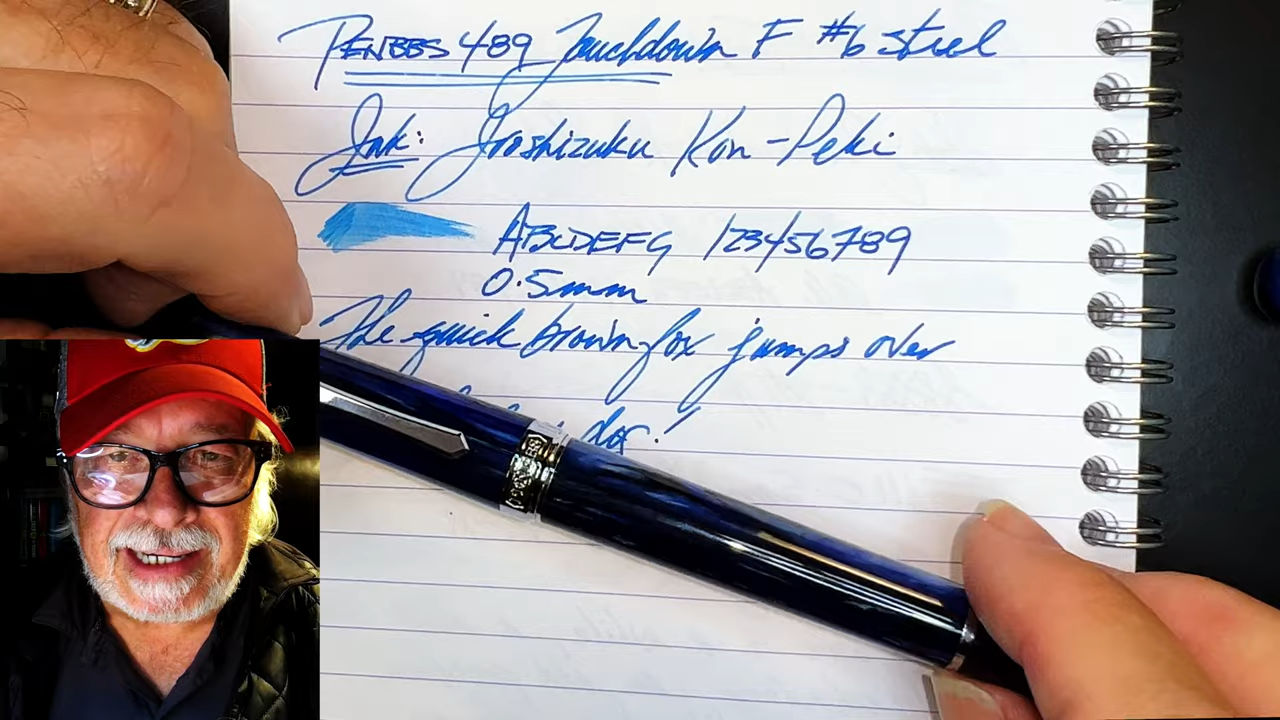 PENBBS 489 Touchdown F #6 steel
Ink: Iroshizuku Kon-Peki
ABCDEFG 123456789
0.5mm
The quick brown fox jumps over
dog!